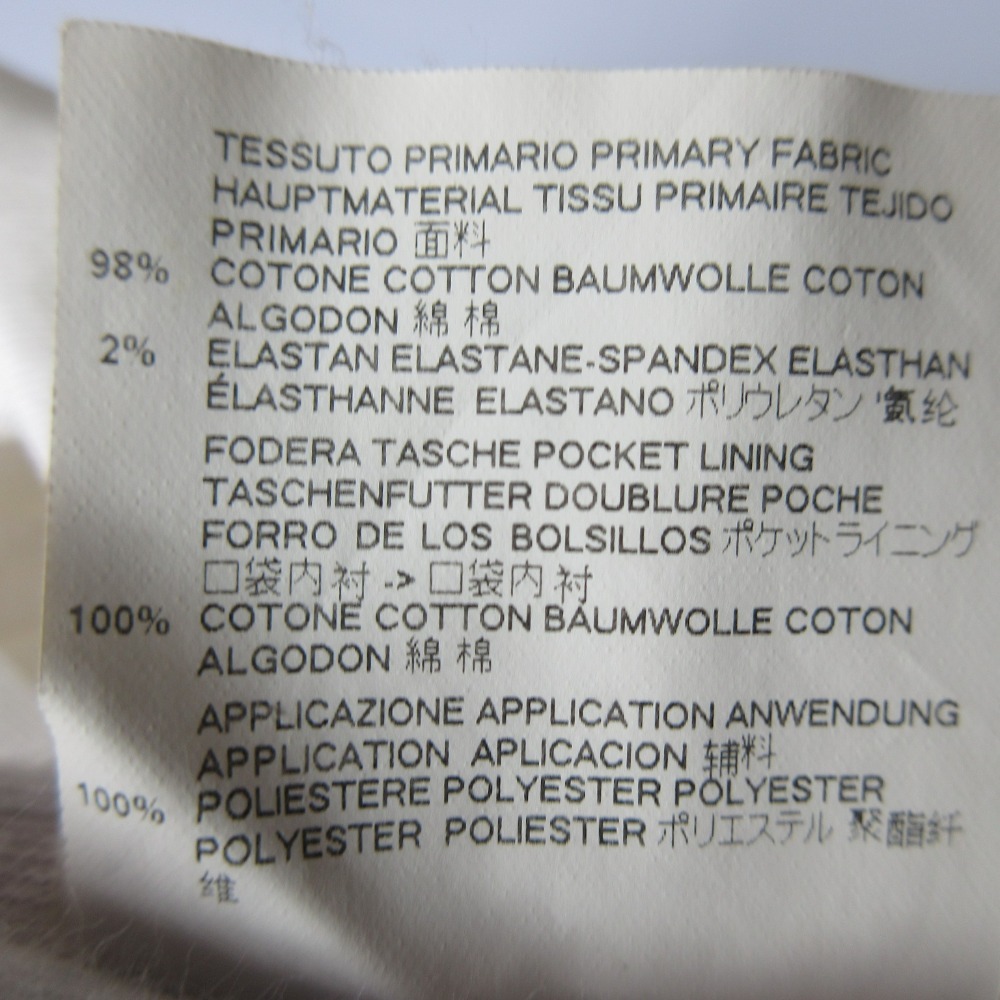 TESSUTO PRIMARIO PRIMARY FABRIC
HAUPTMATERIAL TISSU PRIMAIRE TEJIDO
PRIMARIO 面料
98% COTONE COTTON BAUMWOLLE COTON
ALGODON 綿 棉
2% ELASTAN ELASTANE-SPANDEX ELASTHAN
ÉLASTHANNE ELASTANO ポリウレタン 氨纶
FODERA TASCHE POCKET LINING
TASCHENFUTTER DOUBLURE POCHE
FORRO DE LOS BOLSILLOS ポケットライニング
口袋内衬 -> 口袋内衬
100% COTONE COTTON BAUMWOLLE COTON
ALGODON 綿 棉
APPLICAZIONE APPLICATION ANWENDUNG
APPLICATION APLICACION 辅料
100% POLIESTERE POLYESTER POLYESTER
POLYESTER POLIESTER ポリエステル 聚酯纤
维